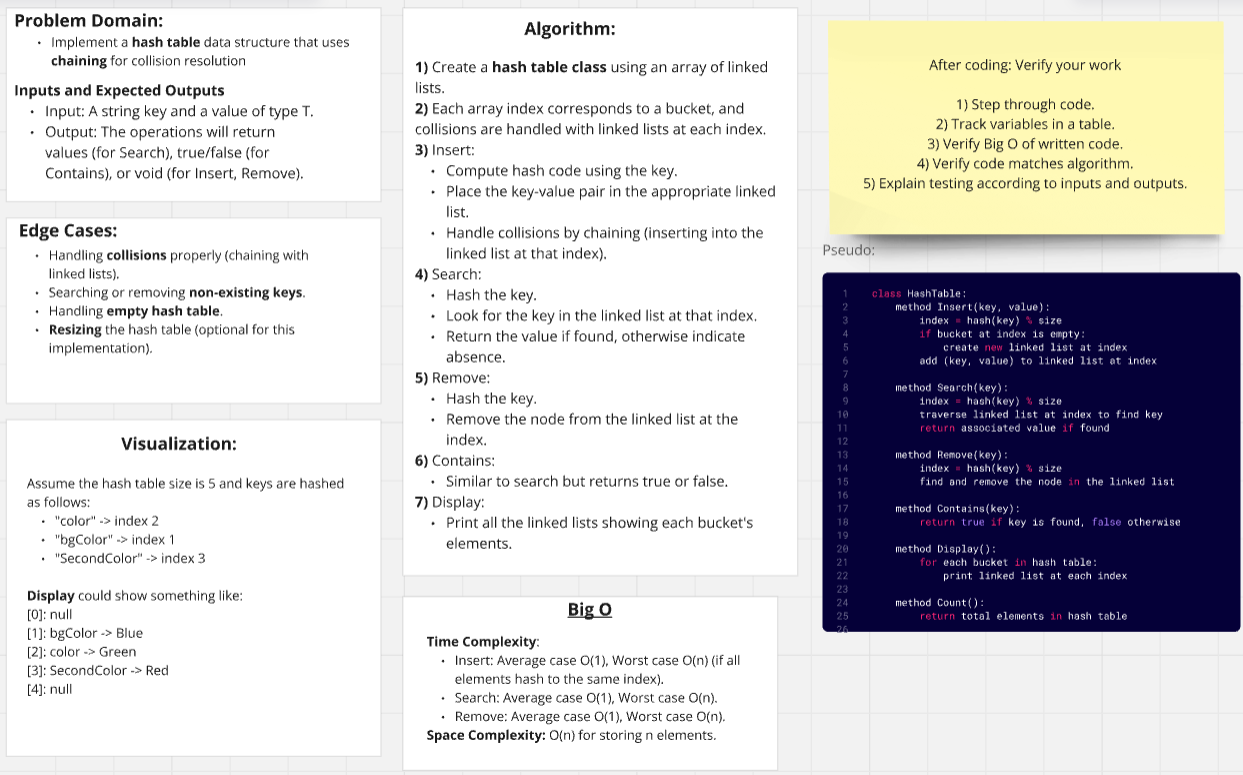 Problem Domain:
• Implement a hash table data structure that uses
chaining for collision resolution
Inputs and Expected Outputs
• Input: A string key and a value of type T.
• Output: The operations will return
values (for Search), true/false (for
Contains), or void (for Insert, Remove).
Edge Cases:
• Handling collisions properly (chaining with
linked lists).
• Searching or removing non-existing keys.
• Handling empty hash table.
• Resizing the hash table (optional for this
implementation).
Visualization:
Assume the hash table size is 5 and keys are hashed
as follows:
• "color" -> index 2
• "bgColor" -> index 1
• "SecondColor" -> index 3
Display could show something like:
[0]: null
[1]: bgColor -> Blue
[2]: color -> Green
[3]: SecondColor -> Red
[4]: null
Algorithm:
1) Create a hash table class using an array of linked
lists.
2) Each array index corresponds to a bucket, and
collisions are handled with linked lists at each index.
3) Insert:
• Compute hash code using the key.
• Place the key-value pair in the appropriate linked
list.
• Handle collisions by chaining (inserting into the
linked list at that index).
4) Search:
• Hash the key.
• Look for the key in the linked list at that index.
• Return the value if found, otherwise indicate
absence.
5) Remove:
• Hash the key.
• Remove the node from the linked list at the
index.
6) Contains:
• Similar to search but returns true or false.
7) Display:
• Print all the linked lists showing each bucket's
elements.
Big O
Time Complexity:
• Insert: Average case O(1), Worst case O(n) (if all
elements hash to the same index).
• Search: Average case O(1), Worst case O(n).
• Remove: Average case O(1), Worst case O(n).
Space Complexity: O(n) for storing n elements.
After coding: Verify your work
1) Step through code.
2) Track variables in a table.
3) Verify Big O of written code.
4) Verify code matches algorithm.
5) Explain testing according to inputs and outputs.
Pseudo:
1 class HashTable:
2 method Insert(key, value):
3 index = hash(key) % size
4 if bucket at index is empty:
5 create new linked list at index
6 add (key, value) to linked list at index
7
8 method Search(key):
9 index = hash(key) % size
10 traverse linked list at index to find key
11 return associated value if found
12
13 method Remove(key):
14 index = hash(key) % size
15 find and remove the node in the linked list
16
17 method Contains(key):
18 return true if key is found, false otherwise
19
20 method Display():
21 for each bucket in hash table:
22 print linked list at each index
23
24 method Count():
25 return total elements in hash table
26